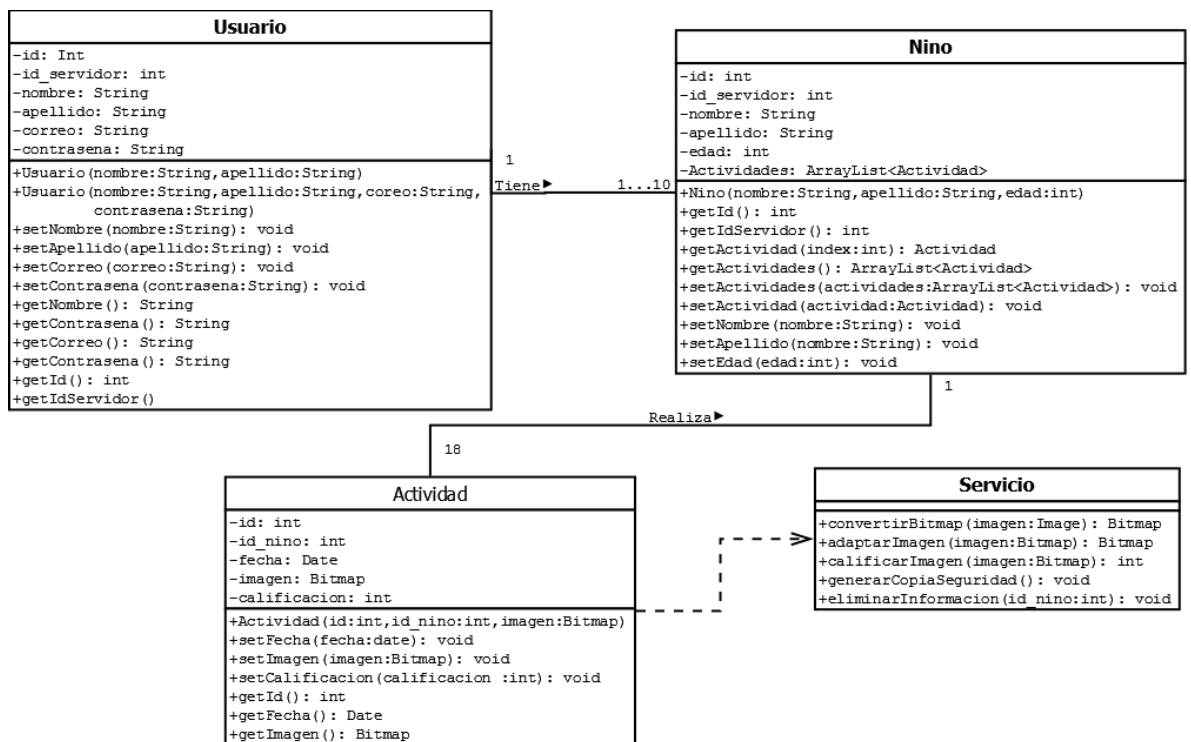 Usuario
-id: Int
-id_servidor: int
-nombre: String
-apellido: String
-correo: String
-contrasena: String
+Usuario(nombre:String,apellido:String)
+Usuario(nombre:String,apellido:String,coreo:String,
contrasena:String)
+setNombre(nombre:String): void
+setApellido(apellido:String): void
+setCorreo(correo:String): void
+setContrasena(contrasena:String): void
+getNombre(): String
+getContrasena(): String
+getCorreo(): String
+getContrasena(): String
+getId(): int
+getIdServidor()
1
Tiene
1...10
Nino
-id: int
-id_servidor: int
-nombre: String
-apellido: String
-edad: int
-Actividades: ArrayList<Actividad>
+Nino(nombre:String,apellido:String,edad:int)
+getId(): int
+getIdServidor(): int
+getActividad(index:int): Actividad
+getActividades(): ArrayList<Actividad>
+setActividades(actividades:ArrayList<Actividad>): void
+setActividad(actividad:Actividad): void
+setNombre(nombre:String): void
+setApellido(nombre:String): void
+setEdad(edad:int): void
1
Realiza
18
Actividad
-id: int
-id_nino: int
-fecha: Date
-imagen: Bitmap
-calificacion: int
+Actividad(id:int,id_nino:int,imagen:Bitmap)
+setFecha(fecha:date): void
+setImagen(imagen:Bitmap): void
+setCalificacion(calificacion :int): void
+getId(): int
+getFecha(): Date
+getImagen(): Bitmap
Servicio
+convertirBitmap(imagen:Image): Bitmap
+adaptarImagen(imagen:Bitmap): Bitmap
+calificarImagen(imagen:Bitmap): int
+generarCopiaSeguridad(): void
+eliminarInformacion(id_nino:int): void